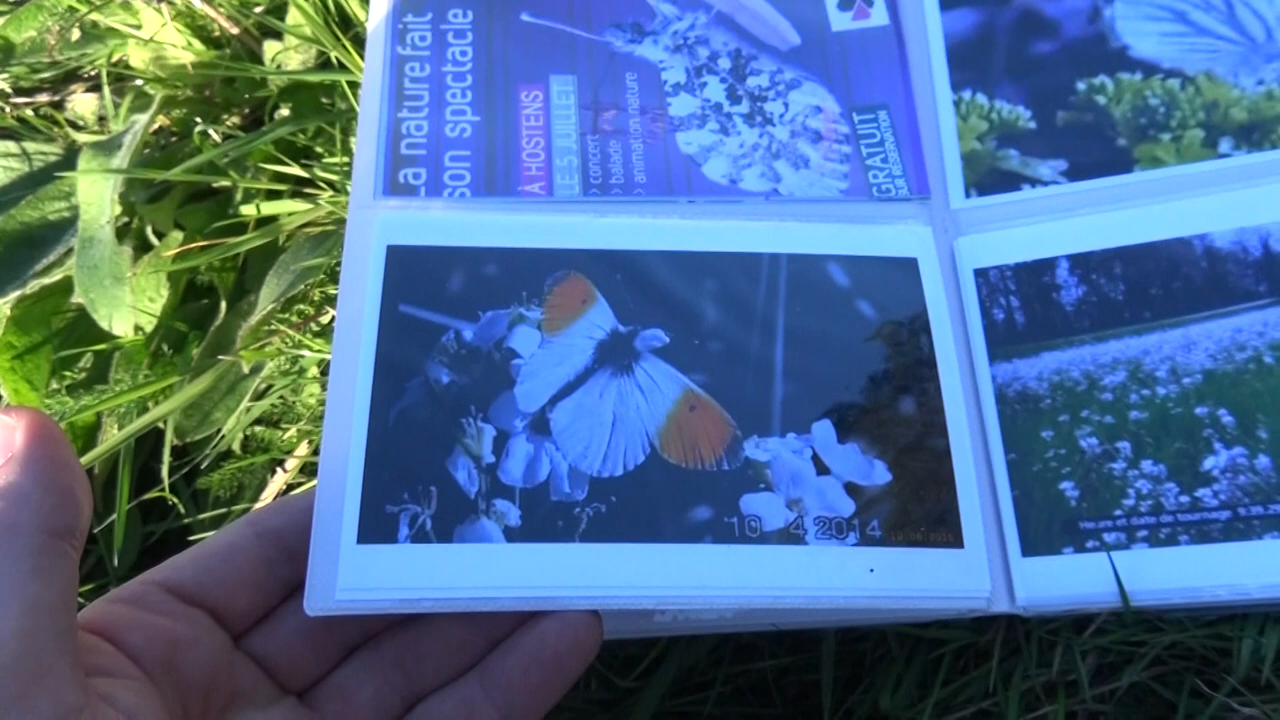 La nature fait
son spectacle
À HOSTENS
LE 5 JUILLET
> concert
> balade
> animation nature
GRATUIT
SUR RÉSERVATION
10 4 2014
Heure et date de tournage